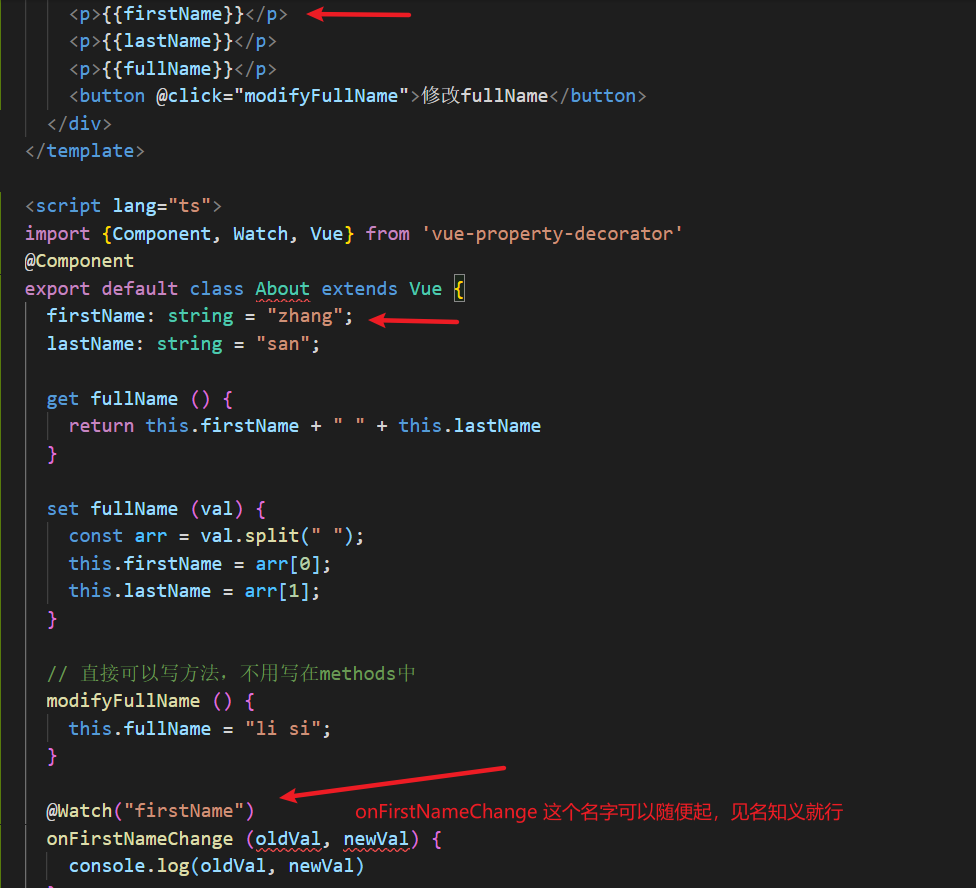 <p>{{firstName}}</p>
<p>{{lastName}}</p>
<p>{{fullName}}</p>
<button @click="modifyFullName">修改fullName</button>
</div>
</template>
<script lang="ts">
import {Component, Watch, Vue} from 'vue-property-decorator'
@Component
export default class About extends Vue {
firstName: string = "zhang";
lastName: string = "san";
get fullName () {
return this.firstName + " " + this.lastName
}
set fullName (val) {
const arr = val.split(" ");
this.firstName = arr[0];
this.lastName = arr[1];
}
// 直接可以写方法，不用写在methods中
modifyFullName () {
this.fullName = "li si";
}
@Watch("firstName") onFirstNameChange 这个名字可以随便起，见名知义就行
onFirstNameChange (oldVal, newVal) {
console.log(oldVal, newVal)